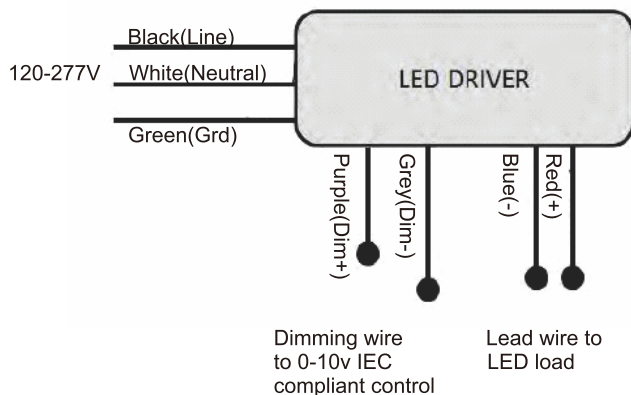 Black(Line)
120-277V
White(Neutral)
Green(Grd)
LED DRIVER
Purple(Dim+)
Grey(Dim-)
Blue(-)
Red(+)
Dimming wire
to 0-10v IEC
compliant control
Lead wire to
LED load